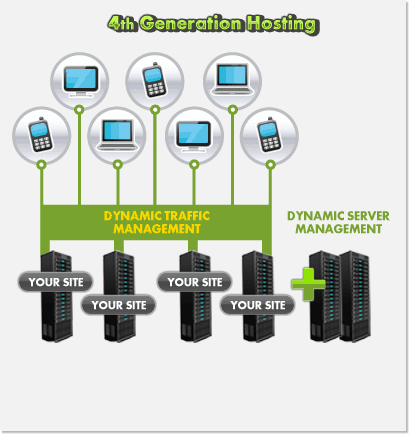 4th Generation Hosting
DYNAMIC TRAFFIC
MANAGEMENT
DYNAMIC SERVER
MANAGEMENT
YOUR SITE
YOUR SITE
YOUR SITE
YOUR SITE